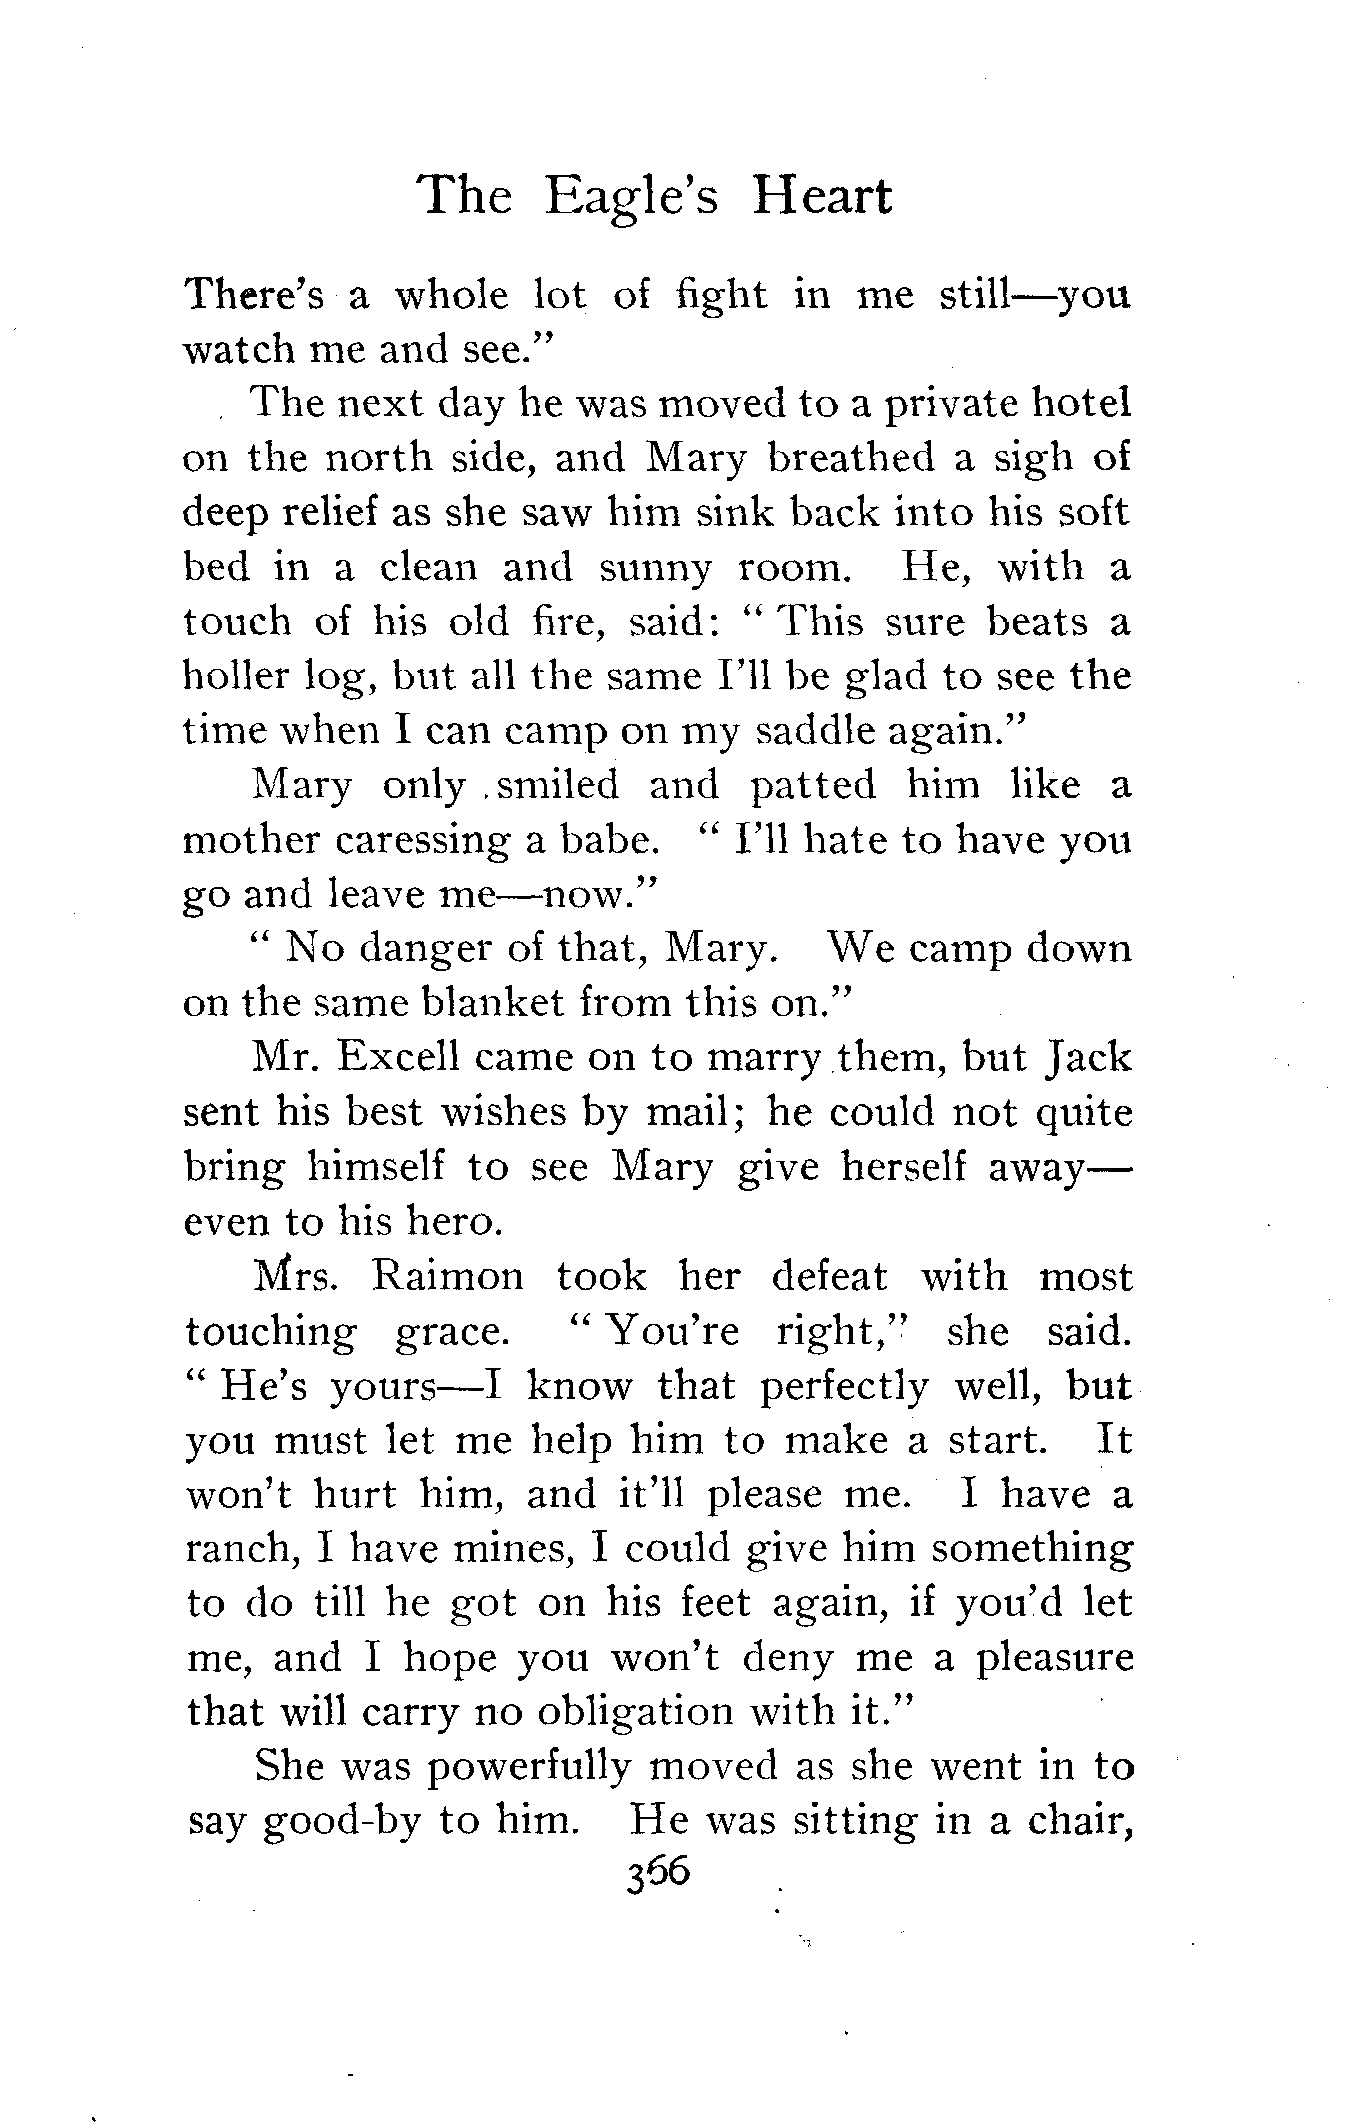 The Eagle's Heart
There's a whole lot of fight in me still—you
watch me and see."
The next day he was moved to a private hotel
on the north side, and Mary breathed a sigh of
deep relief as she saw him sink back into his soft
bed in a clean and sunny room. He, with a
touch of his old fire, said: " This sure beats a
holler log, but all the same I'll be glad to see the
time when I can camp on my saddle again."
Mary only smiled and patted him like a
mother caressing a babe. " I'll hate to have you
go and leave me—now."
" No danger of that, Mary. We camp down
on the same blanket from this on."
Mr. Excell came on to marry them, but Jack
sent his best wishes by mail; he could not quite
bring himself to see Mary give herself away—
even to his hero.
Mrs. Raimon took her defeat with most
touching grace. " You're right," she said.
" He's yours—I know that perfectly well, but
you must let me help him to make a start. It
won't hurt him, and it'll please me. I have a
ranch, I have mines, I could give him something
to do till he got on his feet again, if you'd let
me, and I hope you won't deny me a pleasure
that will carry no obligation with it."
She was powerfully moved as she went in to
say good-by to him. He was sitting in a chair,
366